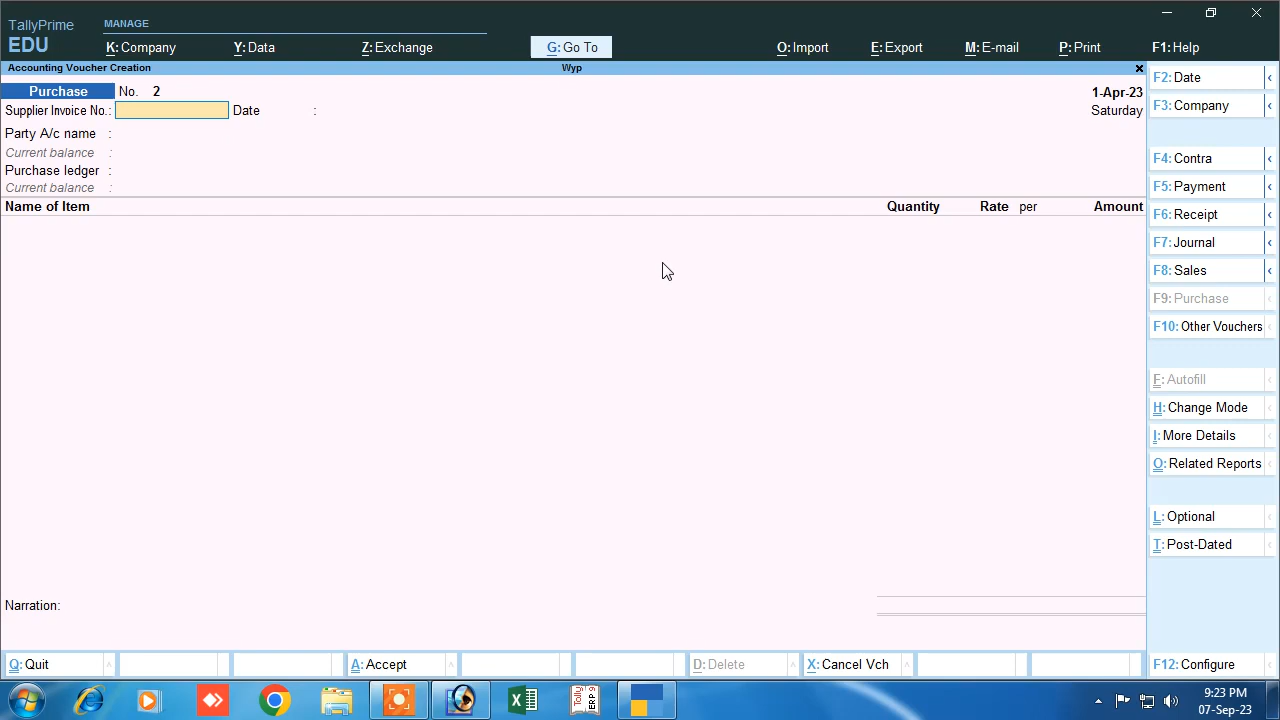 TallyPrime
EDU
MANAGE
K: Company
Y: Data
Z: Exchange
G: Go To
O: Import
E: Export
M: E-mail
P: Print
F1: Help
Accounting Voucher Creation
Wyp
Purchase No. 2
1-Apr-23
Supplier Invoice No.:
Date :
Saturday
Party A/c name :
Current balance :
Purchase ledger :
Current balance :
Name of Item Quantity Rate per Amount
Narration:
F2: Date
F3: Company
F4: Contra
F5: Payment
F6: Receipt
F7: Journal
F8: Sales
F9: Purchase
F10: Other Vouchers
F: Autofill
H: Change Mode
I: More Details
O: Related Reports
L: Optional
T: Post-Dated
Q: Quit
A: Accept
D: Delete
X: Cancel Vch
F12: Configure
Tally
9:23 PM
07-Sep-23